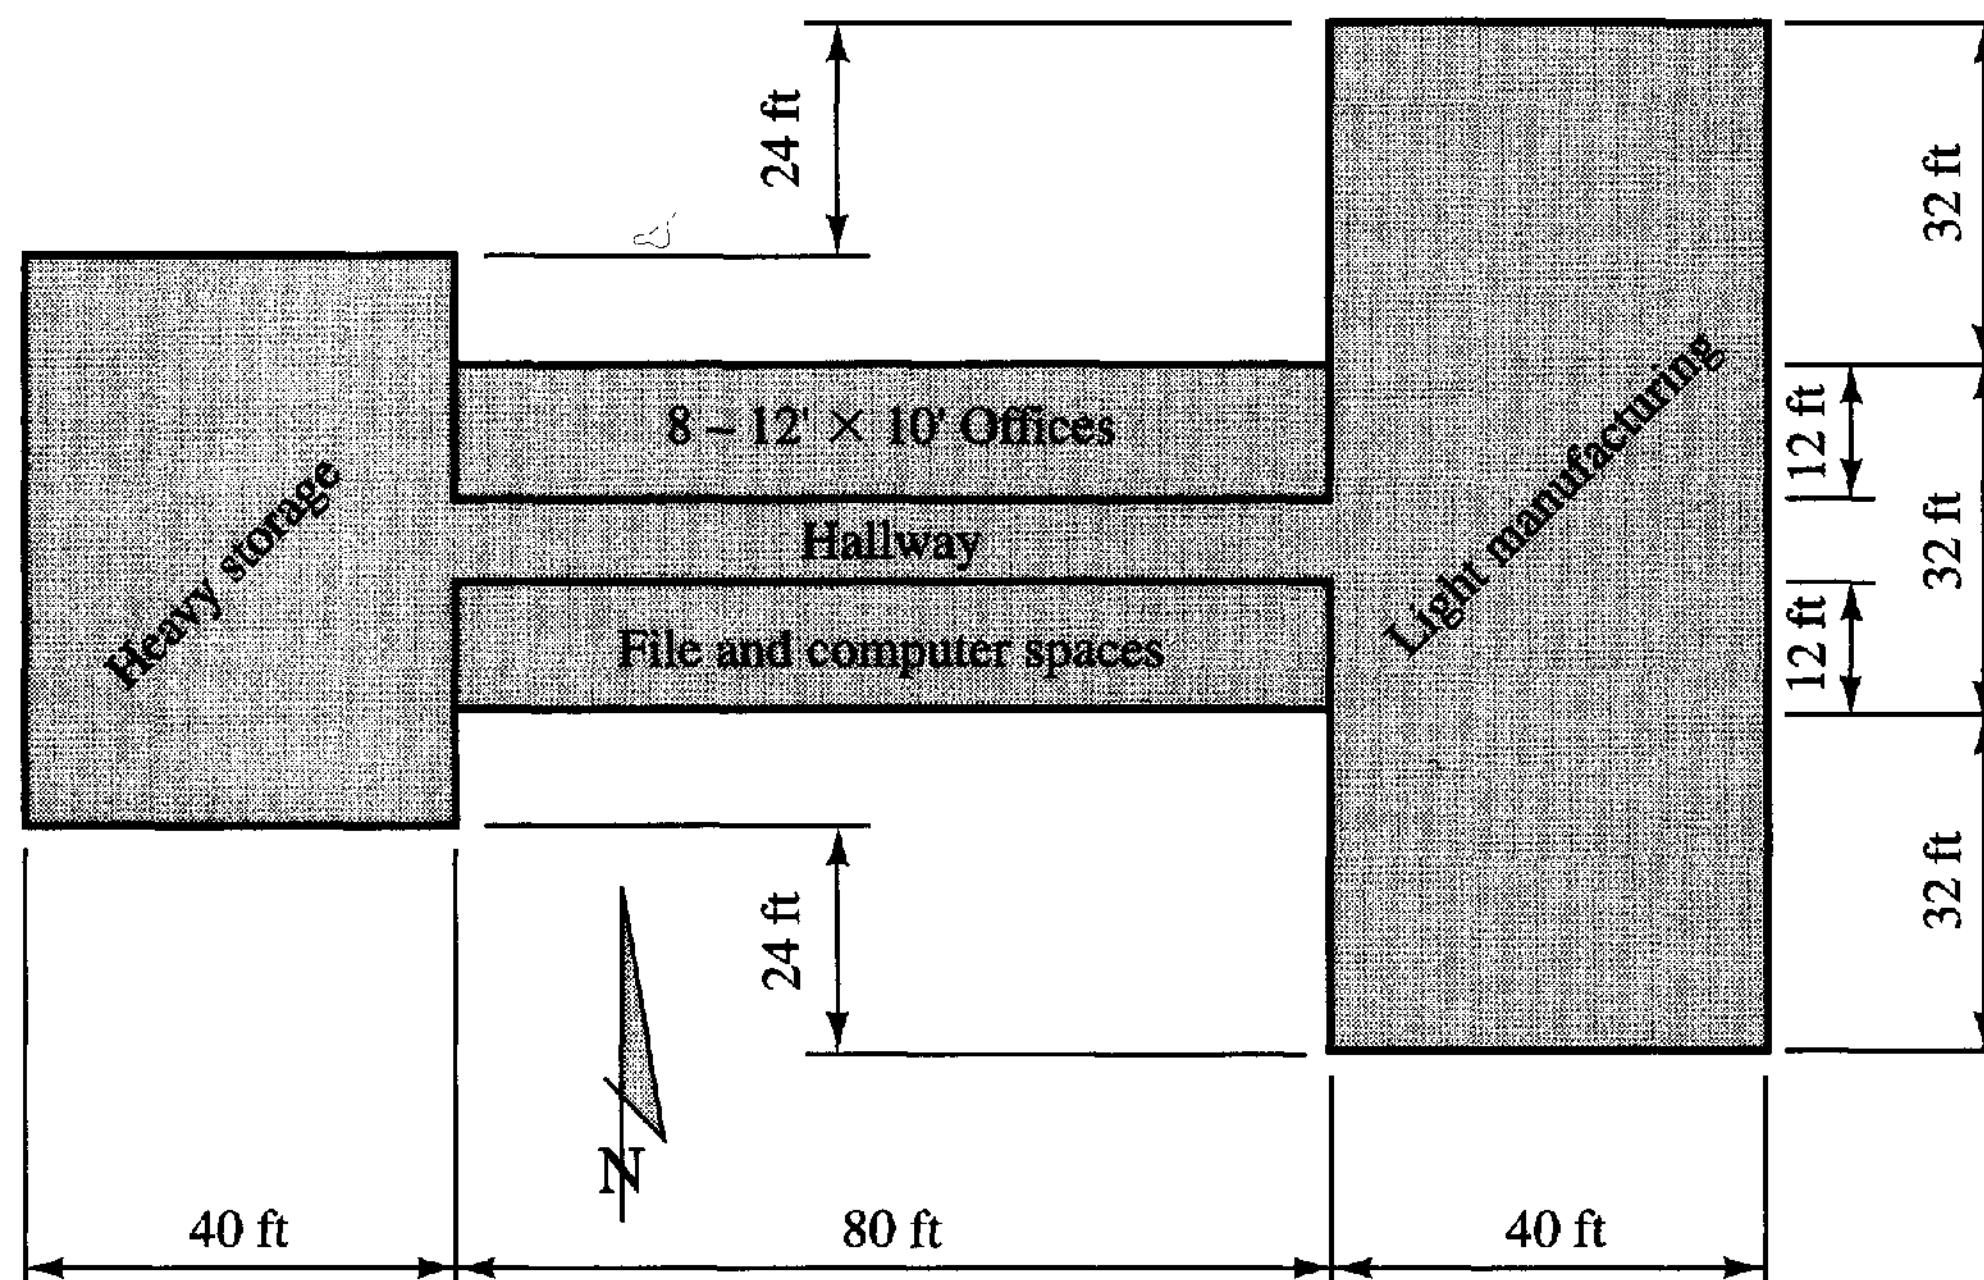 24 ft
32 ft
8 – 12' × 10' Offices
12 ft
Heavy storage
Hallway
Light manufacturing
32 ft
File and computer spaces
12 ft
24 ft
32 ft
N
40 ft
80 ft
40 ft